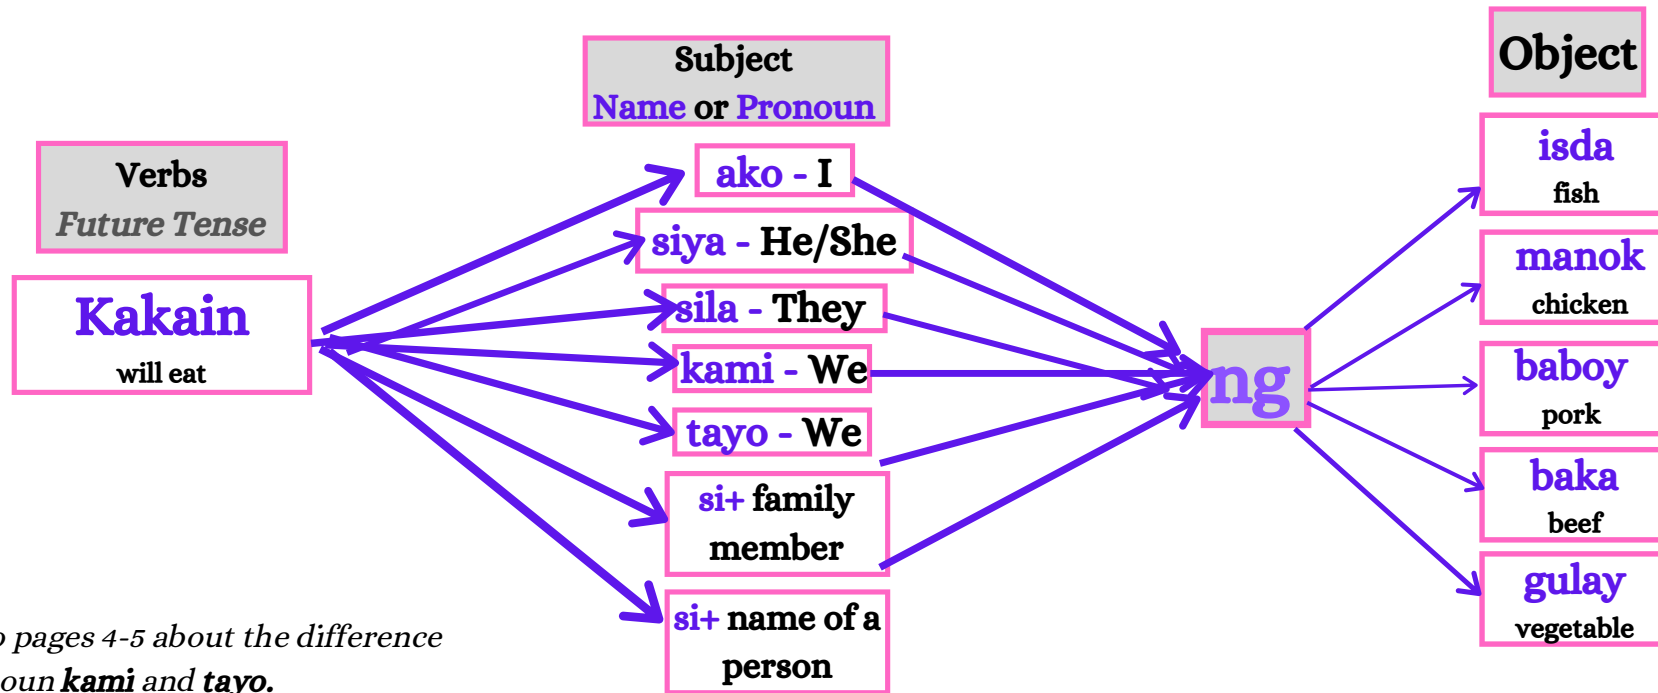 Verbs
Future Tense
Kakain
will eat
Subject
Name or Pronoun
ako - I
siya - He/She
sila - They
kami - We
tayo - We
si+ family
member
si+ name of a
person
ng
Object
isda
fish
manok
chicken
baboy
pork
baka
beef
gulay
vegetable
pages 4-5 about the difference
kami and tayo.